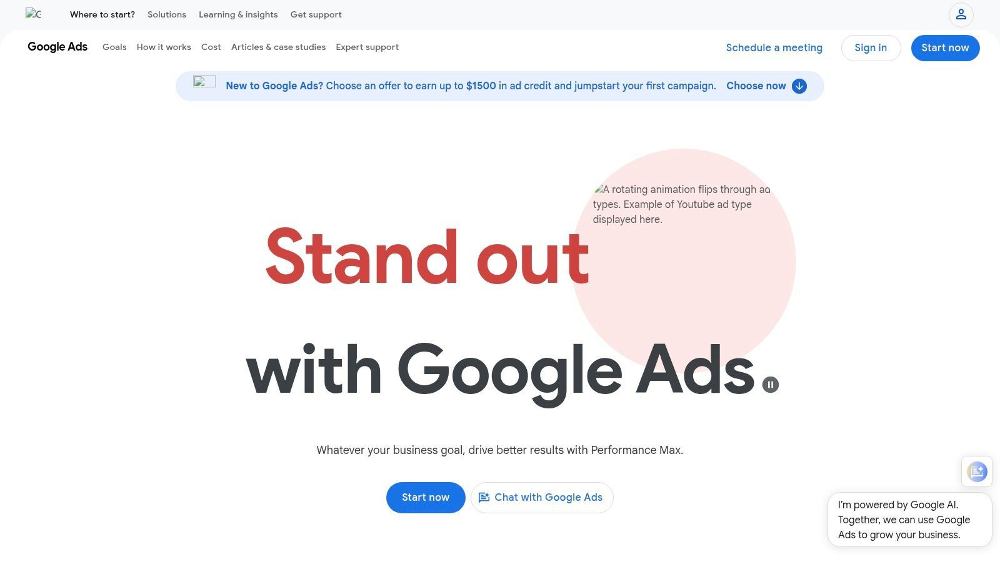 Where to start? Solutions Learning & insights Get support
Google Ads Goals How it works Cost Articles & case studies Expert support Schedule a meeting Sign in Start now
New to Google Ads? Choose an offer to earn up to $1500 in ad credit and jumpstart your first campaign. Choose now
A rotating animation flips through ad
types. Example of Youtube ad type
displayed here.
Stand out
with Google Ads.
Whatever your business goal, drive better results with Performance Max.
Start now Chat with Google Ads
I'm powered by Google AI.
Together, we can use Google
Ads to grow your business.